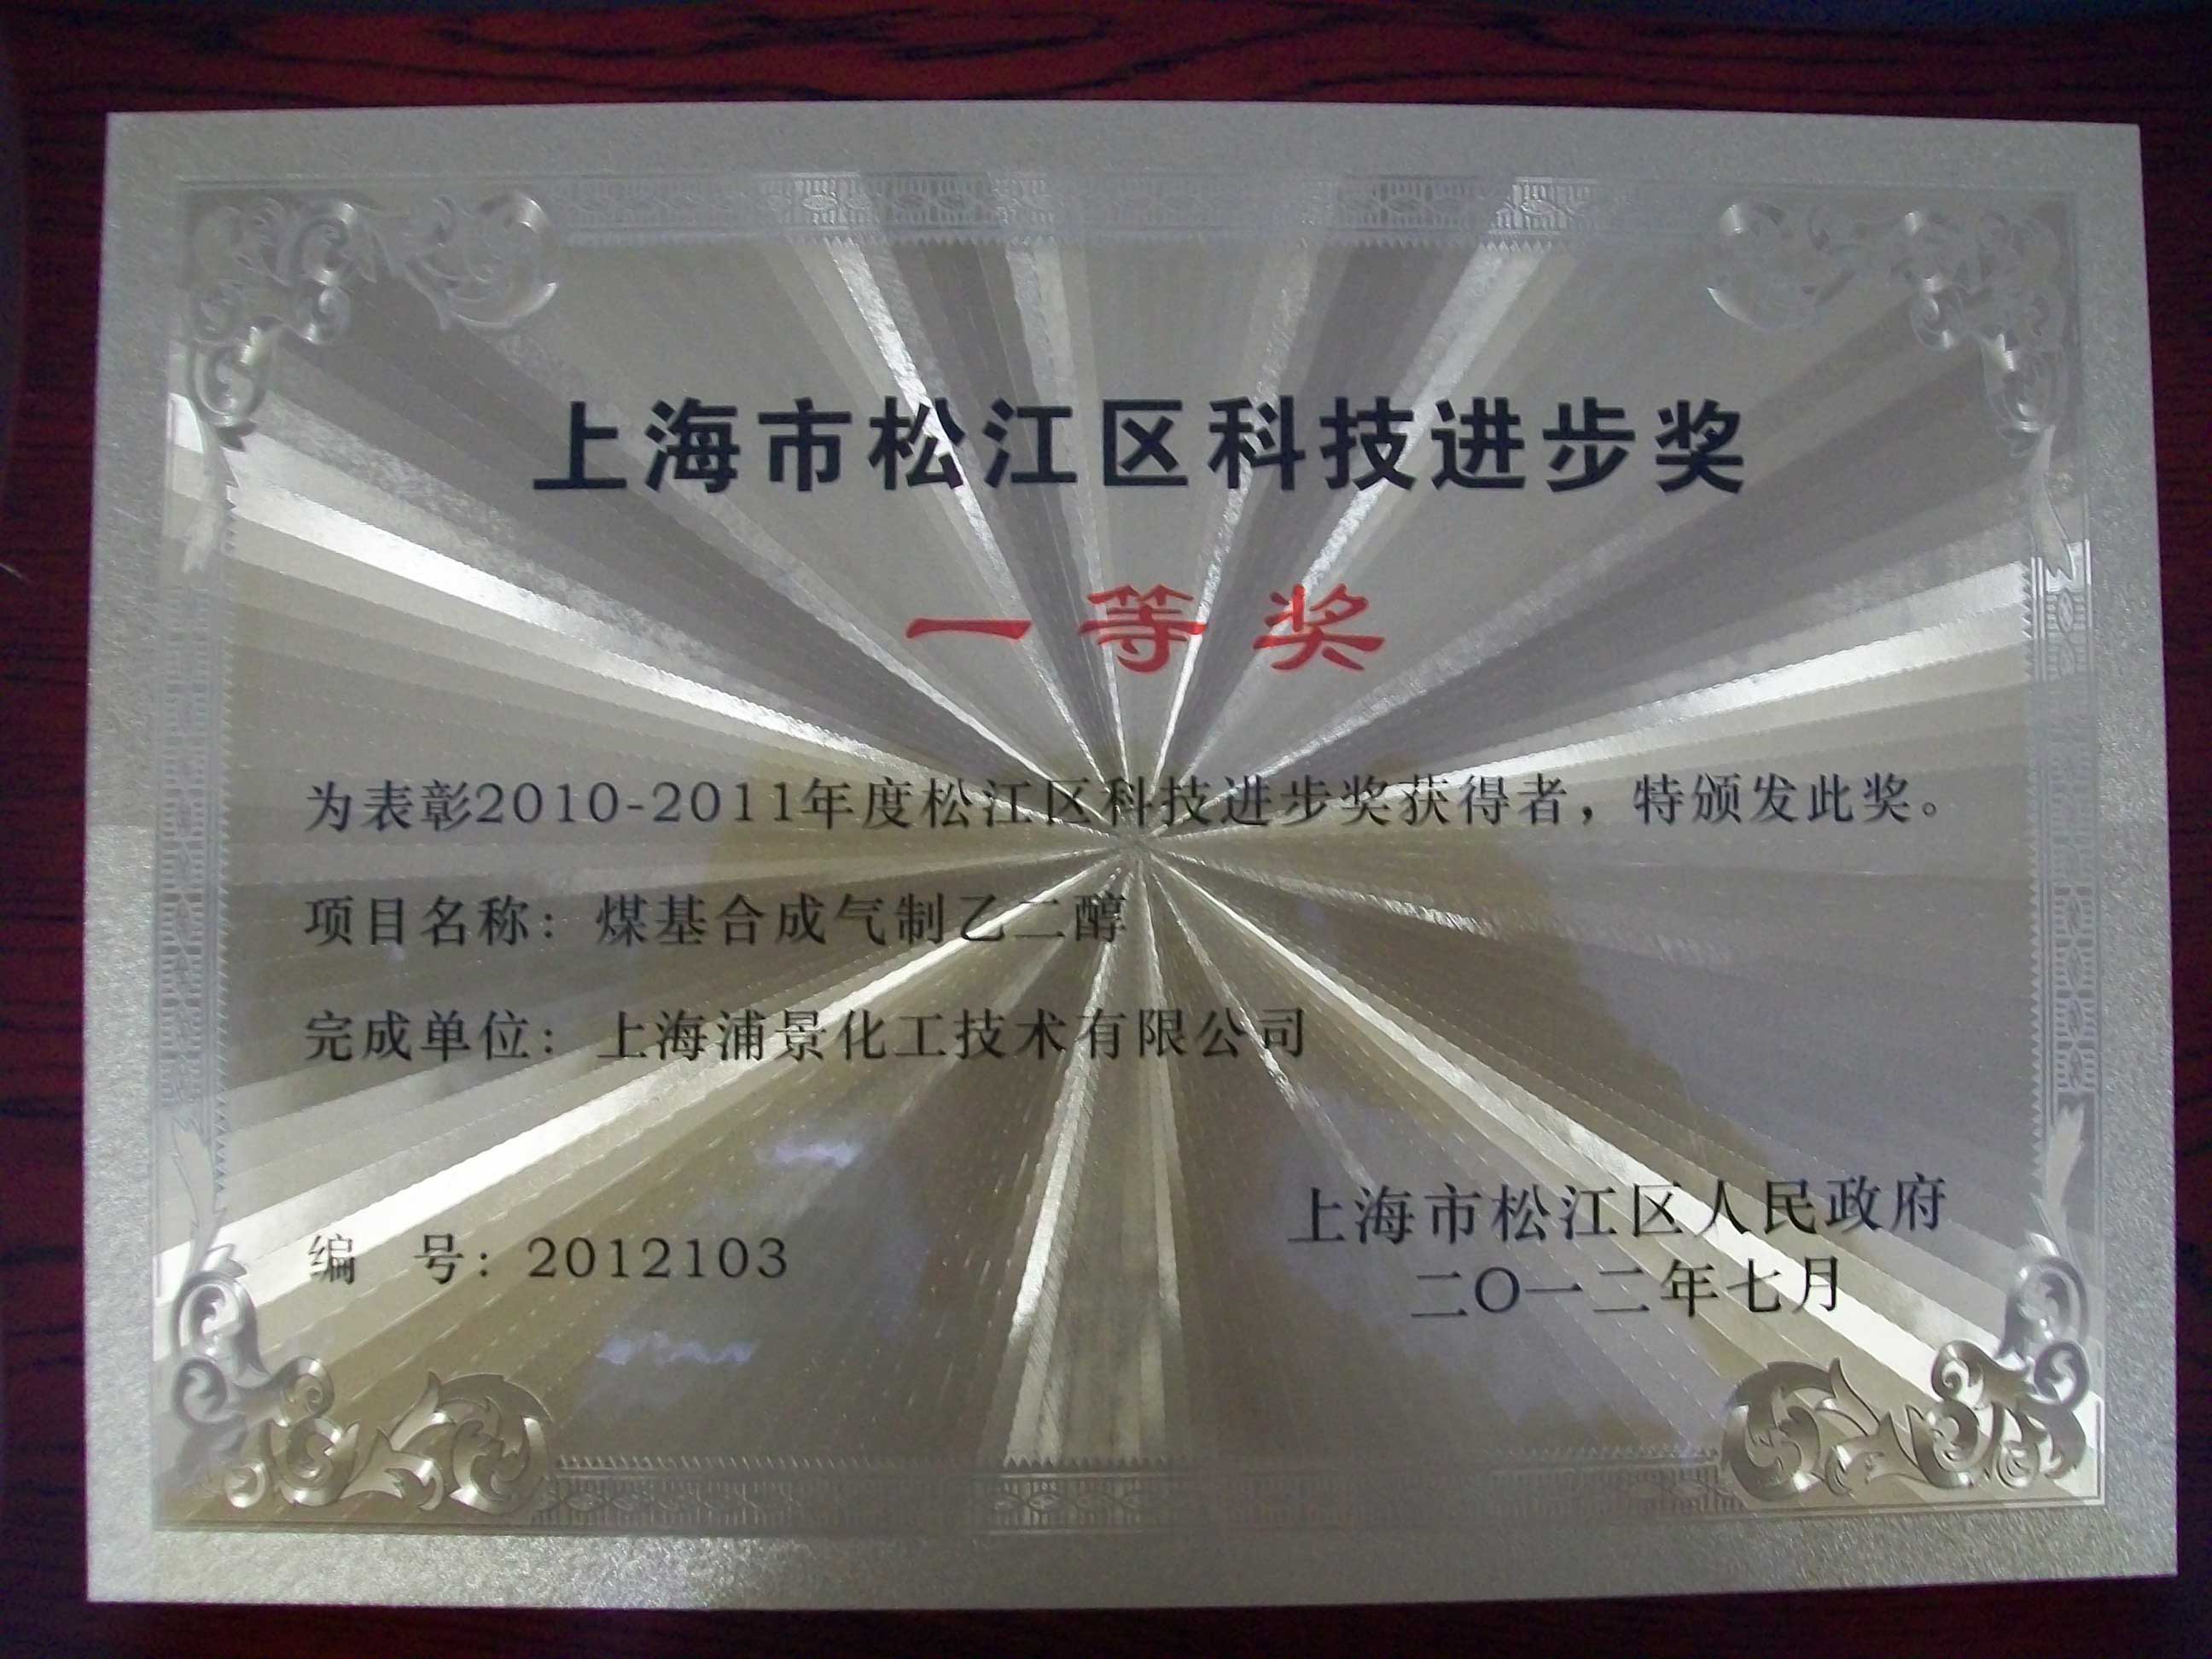 上海市松江区科技进步奖
一等奖
为表彰2010-2011年度松江区科技进步奖获得者，特颁发此奖。
项目名称：煤基合成气制乙二醇
完成单位：上海浦景化工技术有限公司
编 号：2012103
上海市松江区人民政府
二〇一二年七月